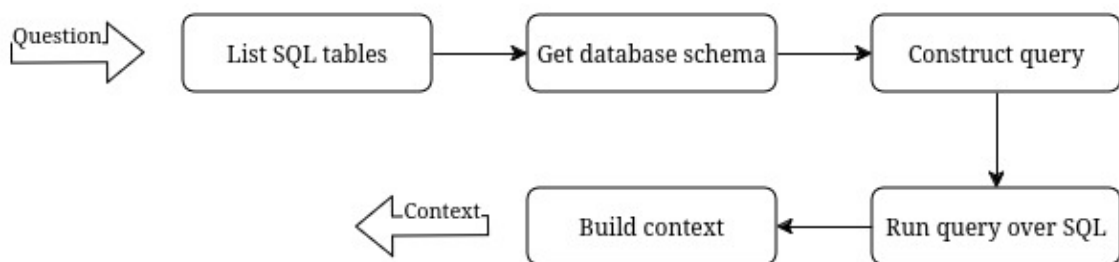 Question
List SQL tables
Get database schema
Construct query
Context
Build context
Run query over SQL